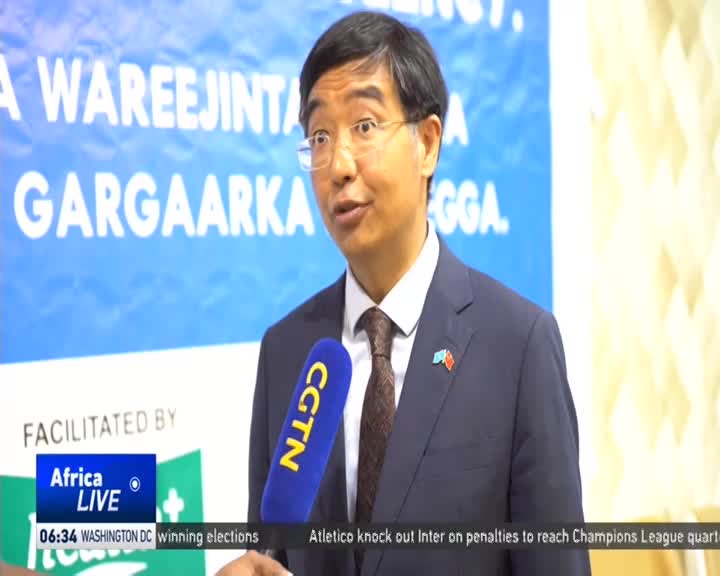 WAREEJINTA
GARGAARKA
FACILITATED BY
CGTN
Africa
LIVE
06:34 WASHINGTON DC
winning elections Atletico knock out Inter on penalties to reach Champions League quart